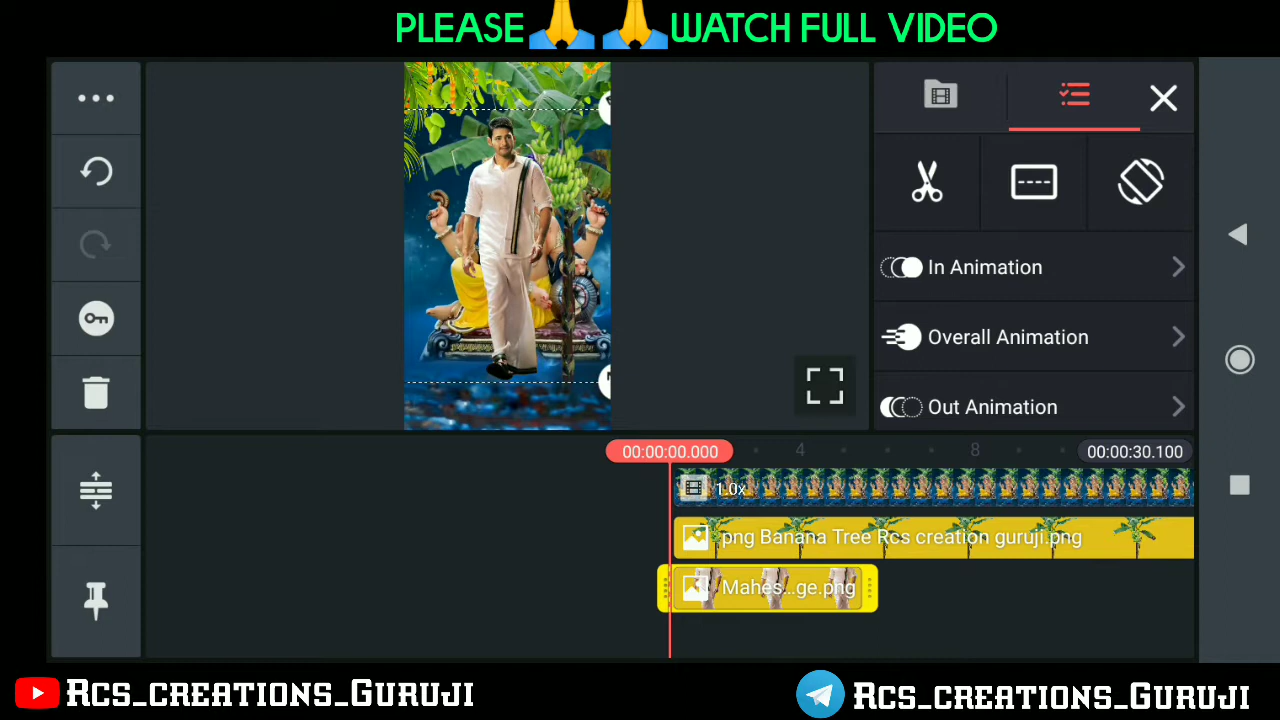 PLEASE🙏 🙏WATCH FULL VIDEO
In Animation
Overall Animation
Out Animation
00:00:00.000
4
8
00:00:30.100
1.0x
png Banana Tree Rcs creation guruji.png
Mahes...ge.png
Rcs_creations_Guruji
Rcs_creations_Guruji